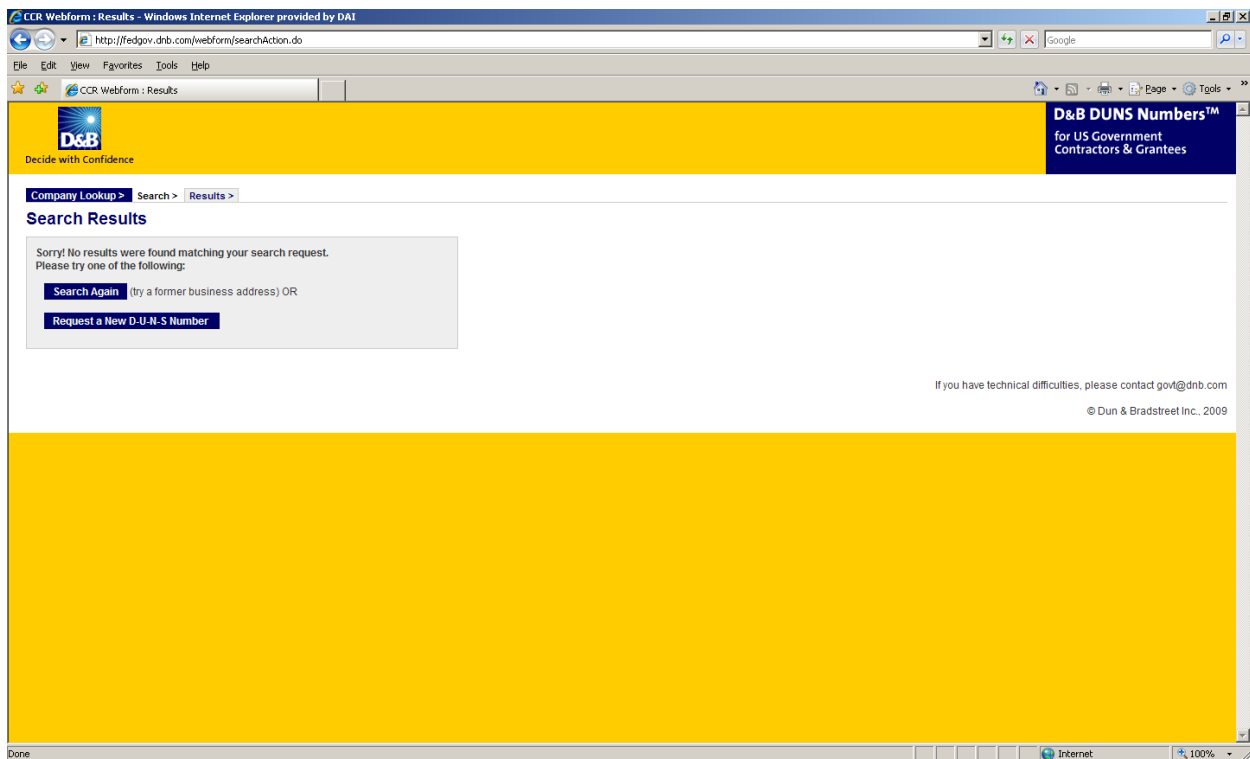 CCR Webform : Results - Windows Internet Explorer provided by DAI
http://fedgov.dnb.com/webform/searchAction.do
Google
File Edit View Favorites Tools Help
CCR Webform : Results
Page Tools »
D&B
Decide with Confidence
D&B DUNS Numbers™
for US Government
Contractors & Grantees
Company Lookup > Search > Results >
Search Results
Sorry! No results were found matching your search request.
Please try one of the following:
Search Again (try a former business address) OR
Request a New D-U-N-S Number
If you have technical difficulties, please contact govt@dnb.com
© Dun & Bradstreet Inc., 2009
Done
Internet
100%